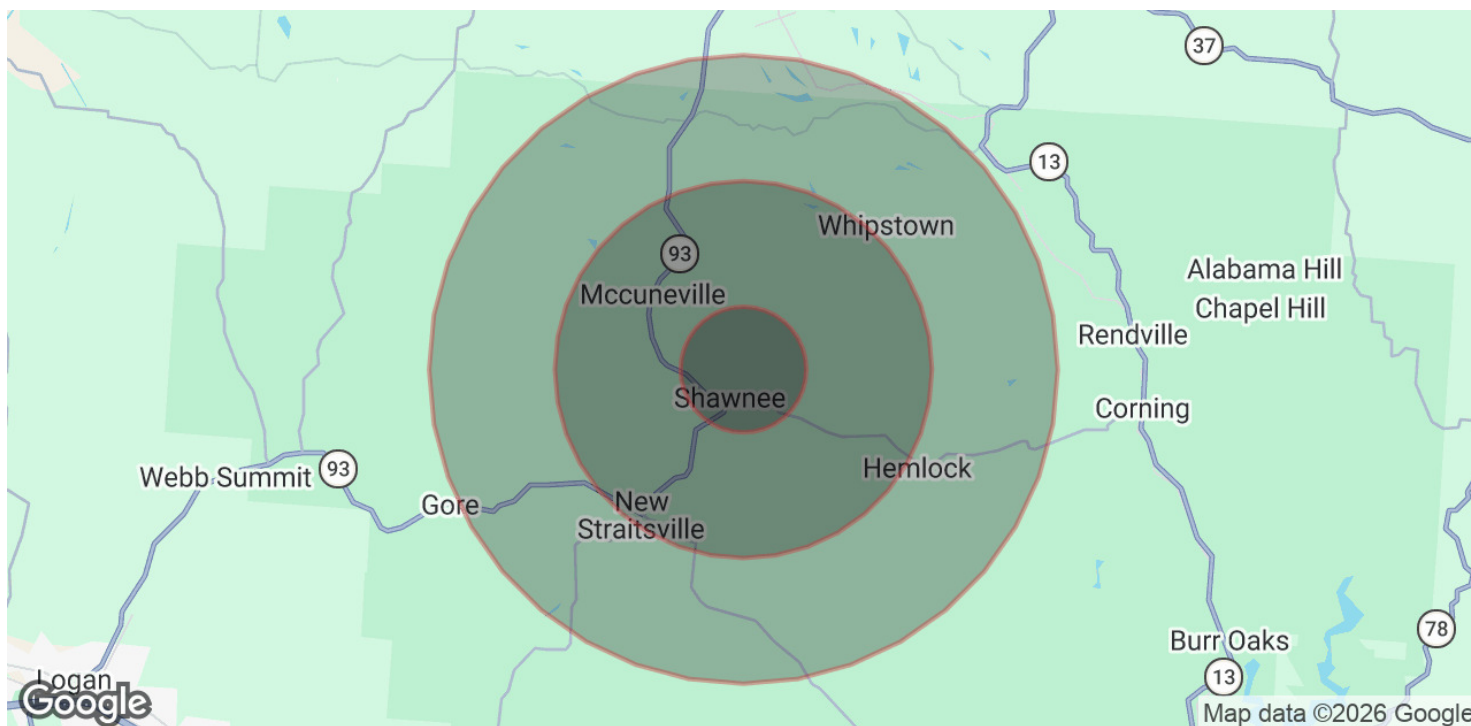 37
13
Whipstown
93
Alabama Hill
Mccuneville
Chapel Hill
Rendville
Shawnee
Corning
Hemlock
Webb Summit
93
Gore
New
Straitsville
78
Burr Oaks
Logan
13
Google
Map data ©2026 Google